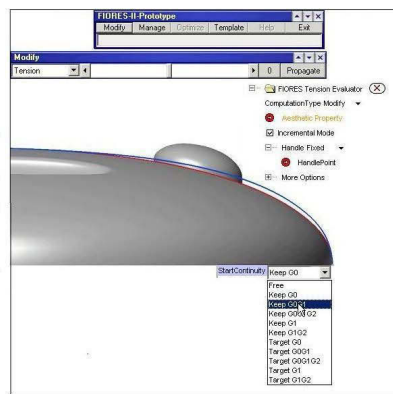 FIORES-II-Prototype
Modify Manage Optimize Template Help Exit
Modify
Tension 0 Propagate
FIORES Tension Evaluator
ComputationType Modify
Aesthetic Property
Incremental Mode
Handle Fixed
HandlePoint
More Options
StartContinuity Keep G0
Free
Keep G0
Keep G0G1
Keep G0G1G2
Keep G1
Keep G1G2
Target G0
Target G0G1
Target G0G1G2
Target G1
Target G1G2